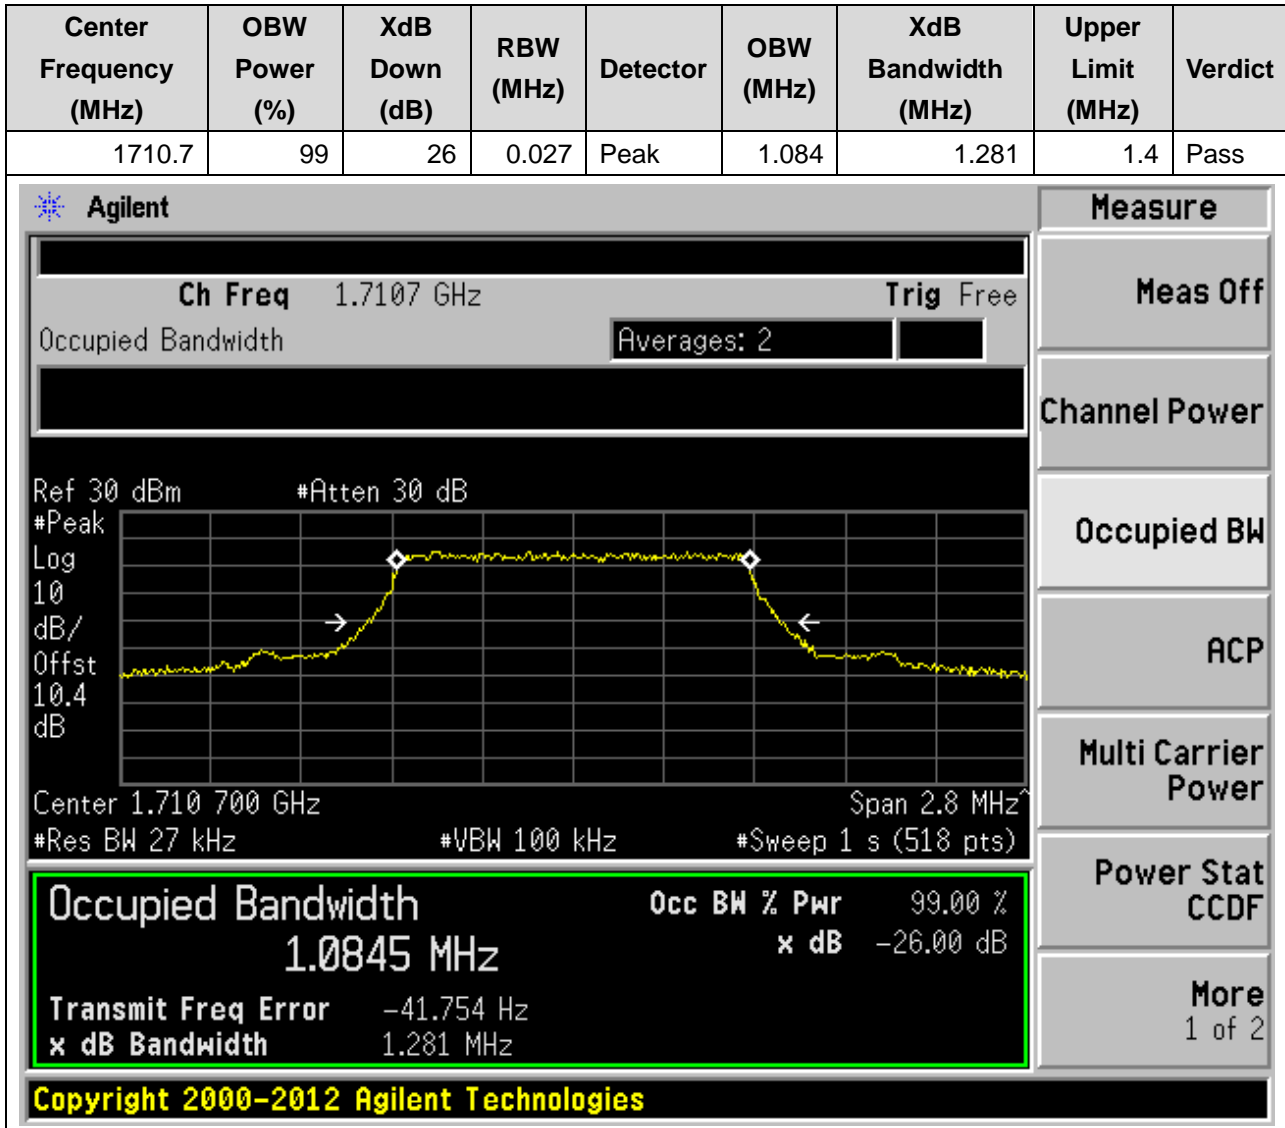 Center Frequency (MHz) OBW Power (%) XdB Down (dB) RBW (MHz) Detector OBW (MHz) XdB Bandwidth (MHz) Upper Limit (MHz) Verdict
1710.7 99 26 0.027 Peak 1.084 1.281 1.4 Pass
Agilent
Measure
Ch Freq 1.7107 GHz Trig Free
Occupied Bandwidth Averages: 2
Meas Off
Channel Power
Occupied BW
ACP
Multi Carrier
Power
Power Stat
CCDF
More
1 of 2
Ref 30 dBm #Atten 30 dB
#Peak
Log
10
dB/
Offst
10.4
dB
Center 1.710 700 GHz Span 2.8 MHz^
#Res BW 27 kHz #VBW 100 kHz #Sweep 1 s (518 pts)
Occupied Bandwidth Occ BW % Pwr 99.00 %
1.0845 MHz x dB -26.00 dB
Transmit Freq Error -41.754 Hz
x dB Bandwidth 1.281 MHz
Copyright 2000-2012 Agilent Technologies